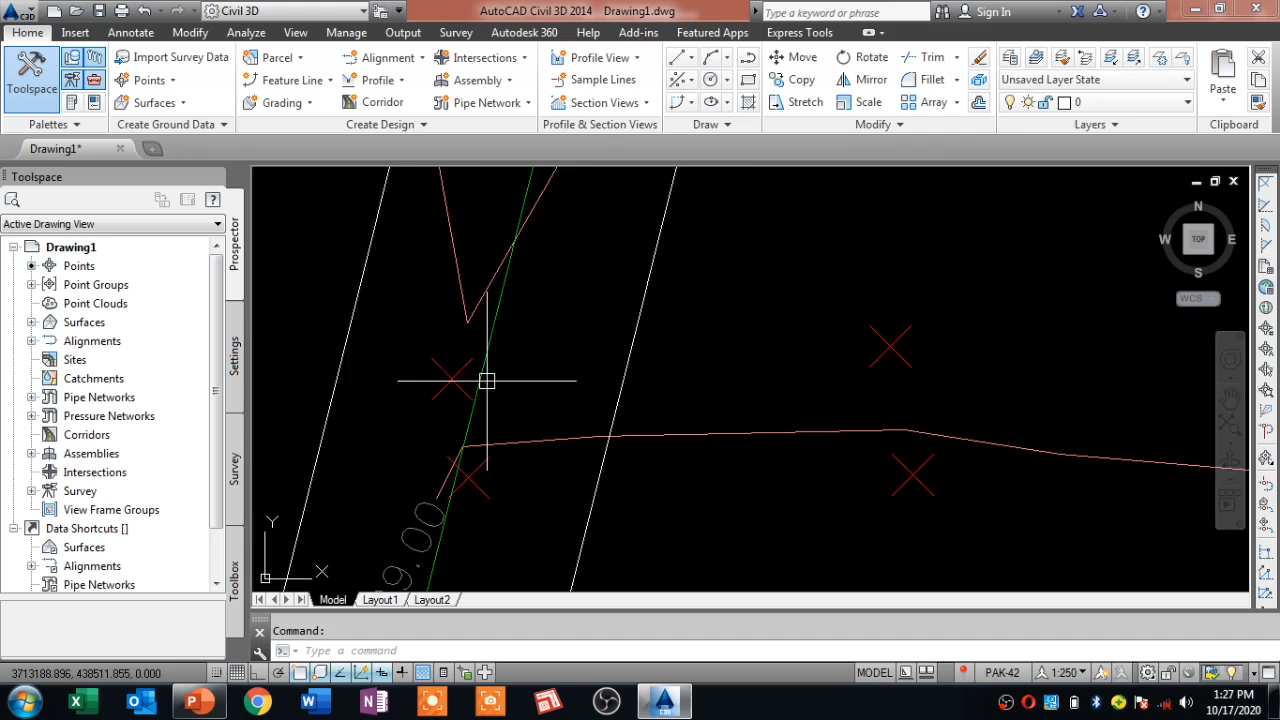 C3D Civil 3D AutoCAD Civil 3D 2014 Drawing1.dwg Type a keyword or phrase Sign In
Home Insert Annotate Modify Analyze View Manage Output Survey Autodesk 360 Help Add-ins Featured Apps Express Tools
Toolspace
Import Survey Data
Points
Surfaces
Parcel
Feature Line
Grading
Alignment
Profile
Corridor
Intersections
Assembly
Pipe Network
Profile View
Sample Lines
Section Views
Move
Copy
Stretch
Rotate
Mirror
Scale
Trim
Fillet
Array
Unsaved Layer State
0
Paste
Palettes Create Ground Data Create Design Profile & Section Views Draw Modify Layers Clipboard
Drawing1*
Toolspace
Active Drawing View
Drawing1
Points
Point Groups
Point Clouds
Surfaces
Alignments
Sites
Catchments
Pipe Networks
Pressure Networks
Corridors
Assemblies
Intersections
Survey
View Frame Groups
Data Shortcuts []
Surfaces
Alignments
Pipe Networks
Prospector
Settings
Survey
Toolbox
N
W TOP E
S
WCS
9.00
Y
X
Model Layout1 Layout2
Command:
Type a command
3713188.896, 438511.855, 0.000 MODEL PAK-42 1:250
1:27 PM
10/17/2020